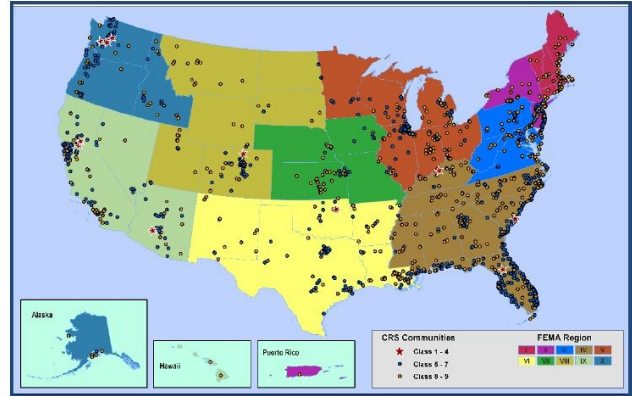 Alaska
Hawaii
Puerto Rico
CRS Communities
Class 1 - 4
Class 5 - 7
Class 8 - 9
FEMA Region
I II III IV V
VI VII VIII IX X